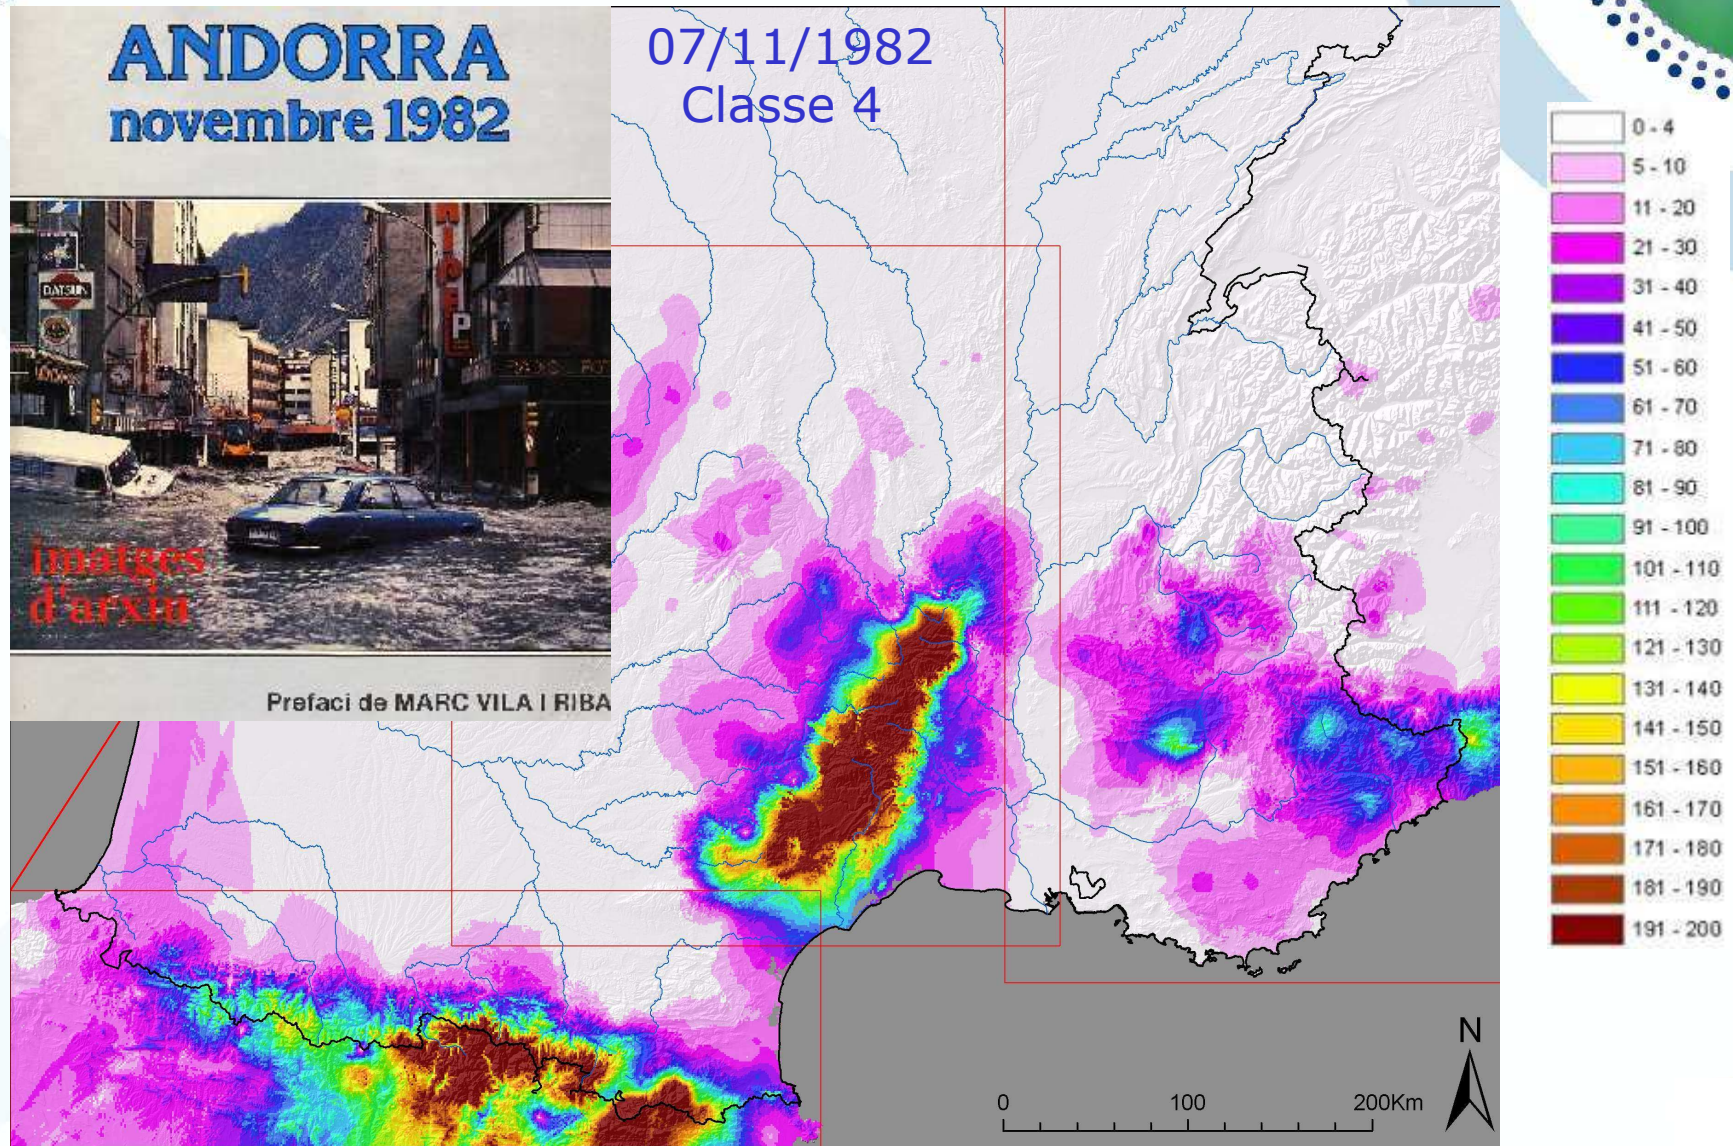 ANDORRA
novembre 1982
DATSUN
P
imatges
d'arxiu
Prefaci de MARC VILA I RIBA
07/11/1982
Classe 4
0 - 4
5 - 10
11 - 20
21 - 30
31 - 40
41 - 50
51 - 60
61 - 70
71 - 80
81 - 90
91 - 100
101 - 110
111 - 120
121 - 130
131 - 140
141 - 150
151 - 160
161 - 170
171 - 180
181 - 190
191 - 200
N
0 100 200Km